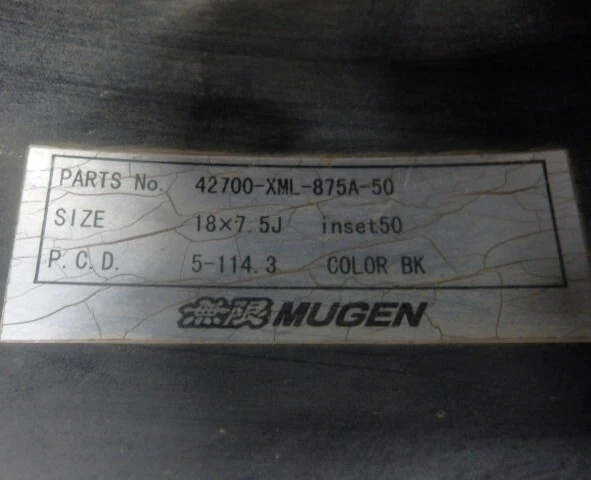 PARTS No. 42700-XML-875A-50
SIZE 18×7.5J inset50
P.C.D. 5-114.3 COLOR BK
無限 MUGEN